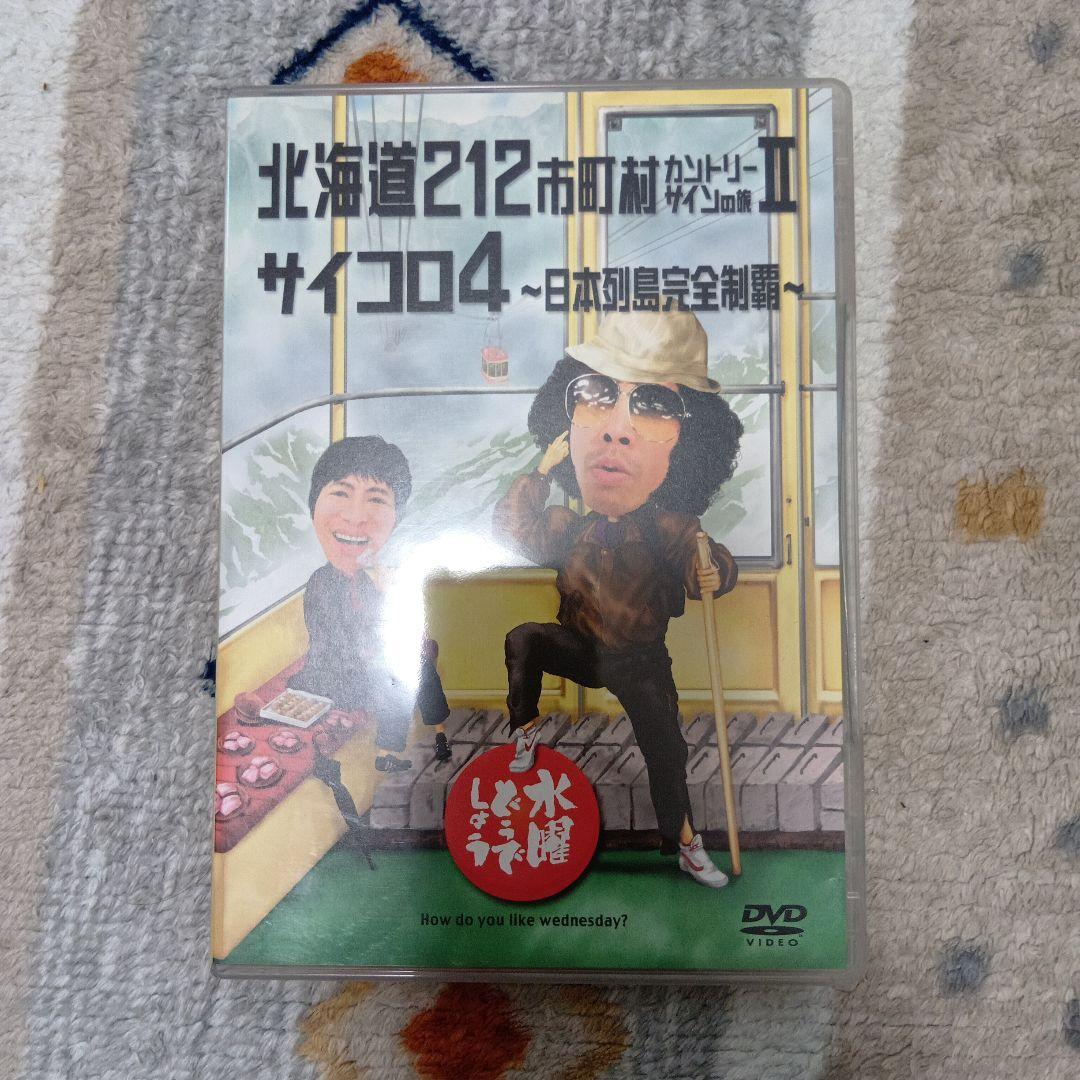 北海道212市町村カントリーサインの旅Ⅱ
サイコロ4 ~日本列島完全制覇~
水曜
どうで
しょう
How do you like wednesday?
DVD
VIDEO